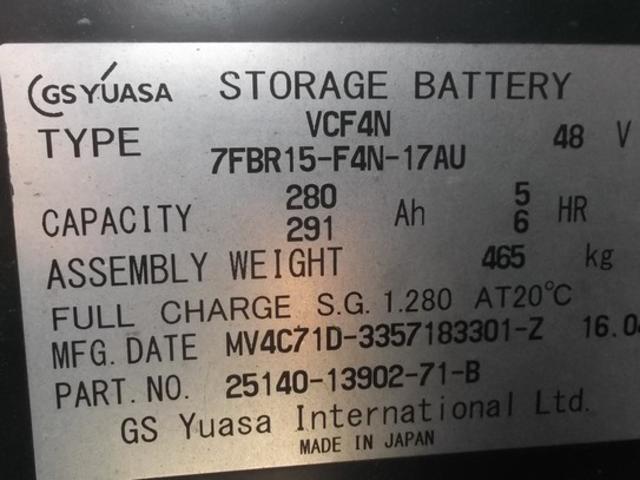 GS YUASA STORAGE BATTERY
TYPE VCF4N 48 V
7FBR15-F4N-17AU
CAPACITY 280 Ah 5 HR
291 6
ASSEMBLY WEIGHT 465 kg
FULL CHARGE S.G. 1.280 AT20℃
MFG. DATE MV4C71D-3357183301-Z 16.04
PART. NO. 25140-13902-71-B
GS Yuasa International Ltd.
MADE IN JAPAN